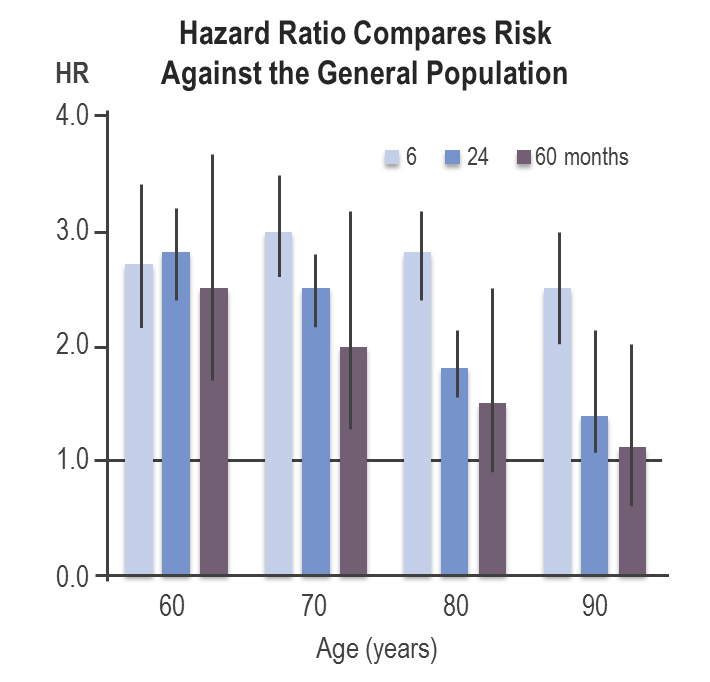 Hazard Ratio Compares Risk
Against the General Population
HR
4.0
3.0
2.0
1.0
0.0
6 24 60 months
60 70 80 90
Age (years)